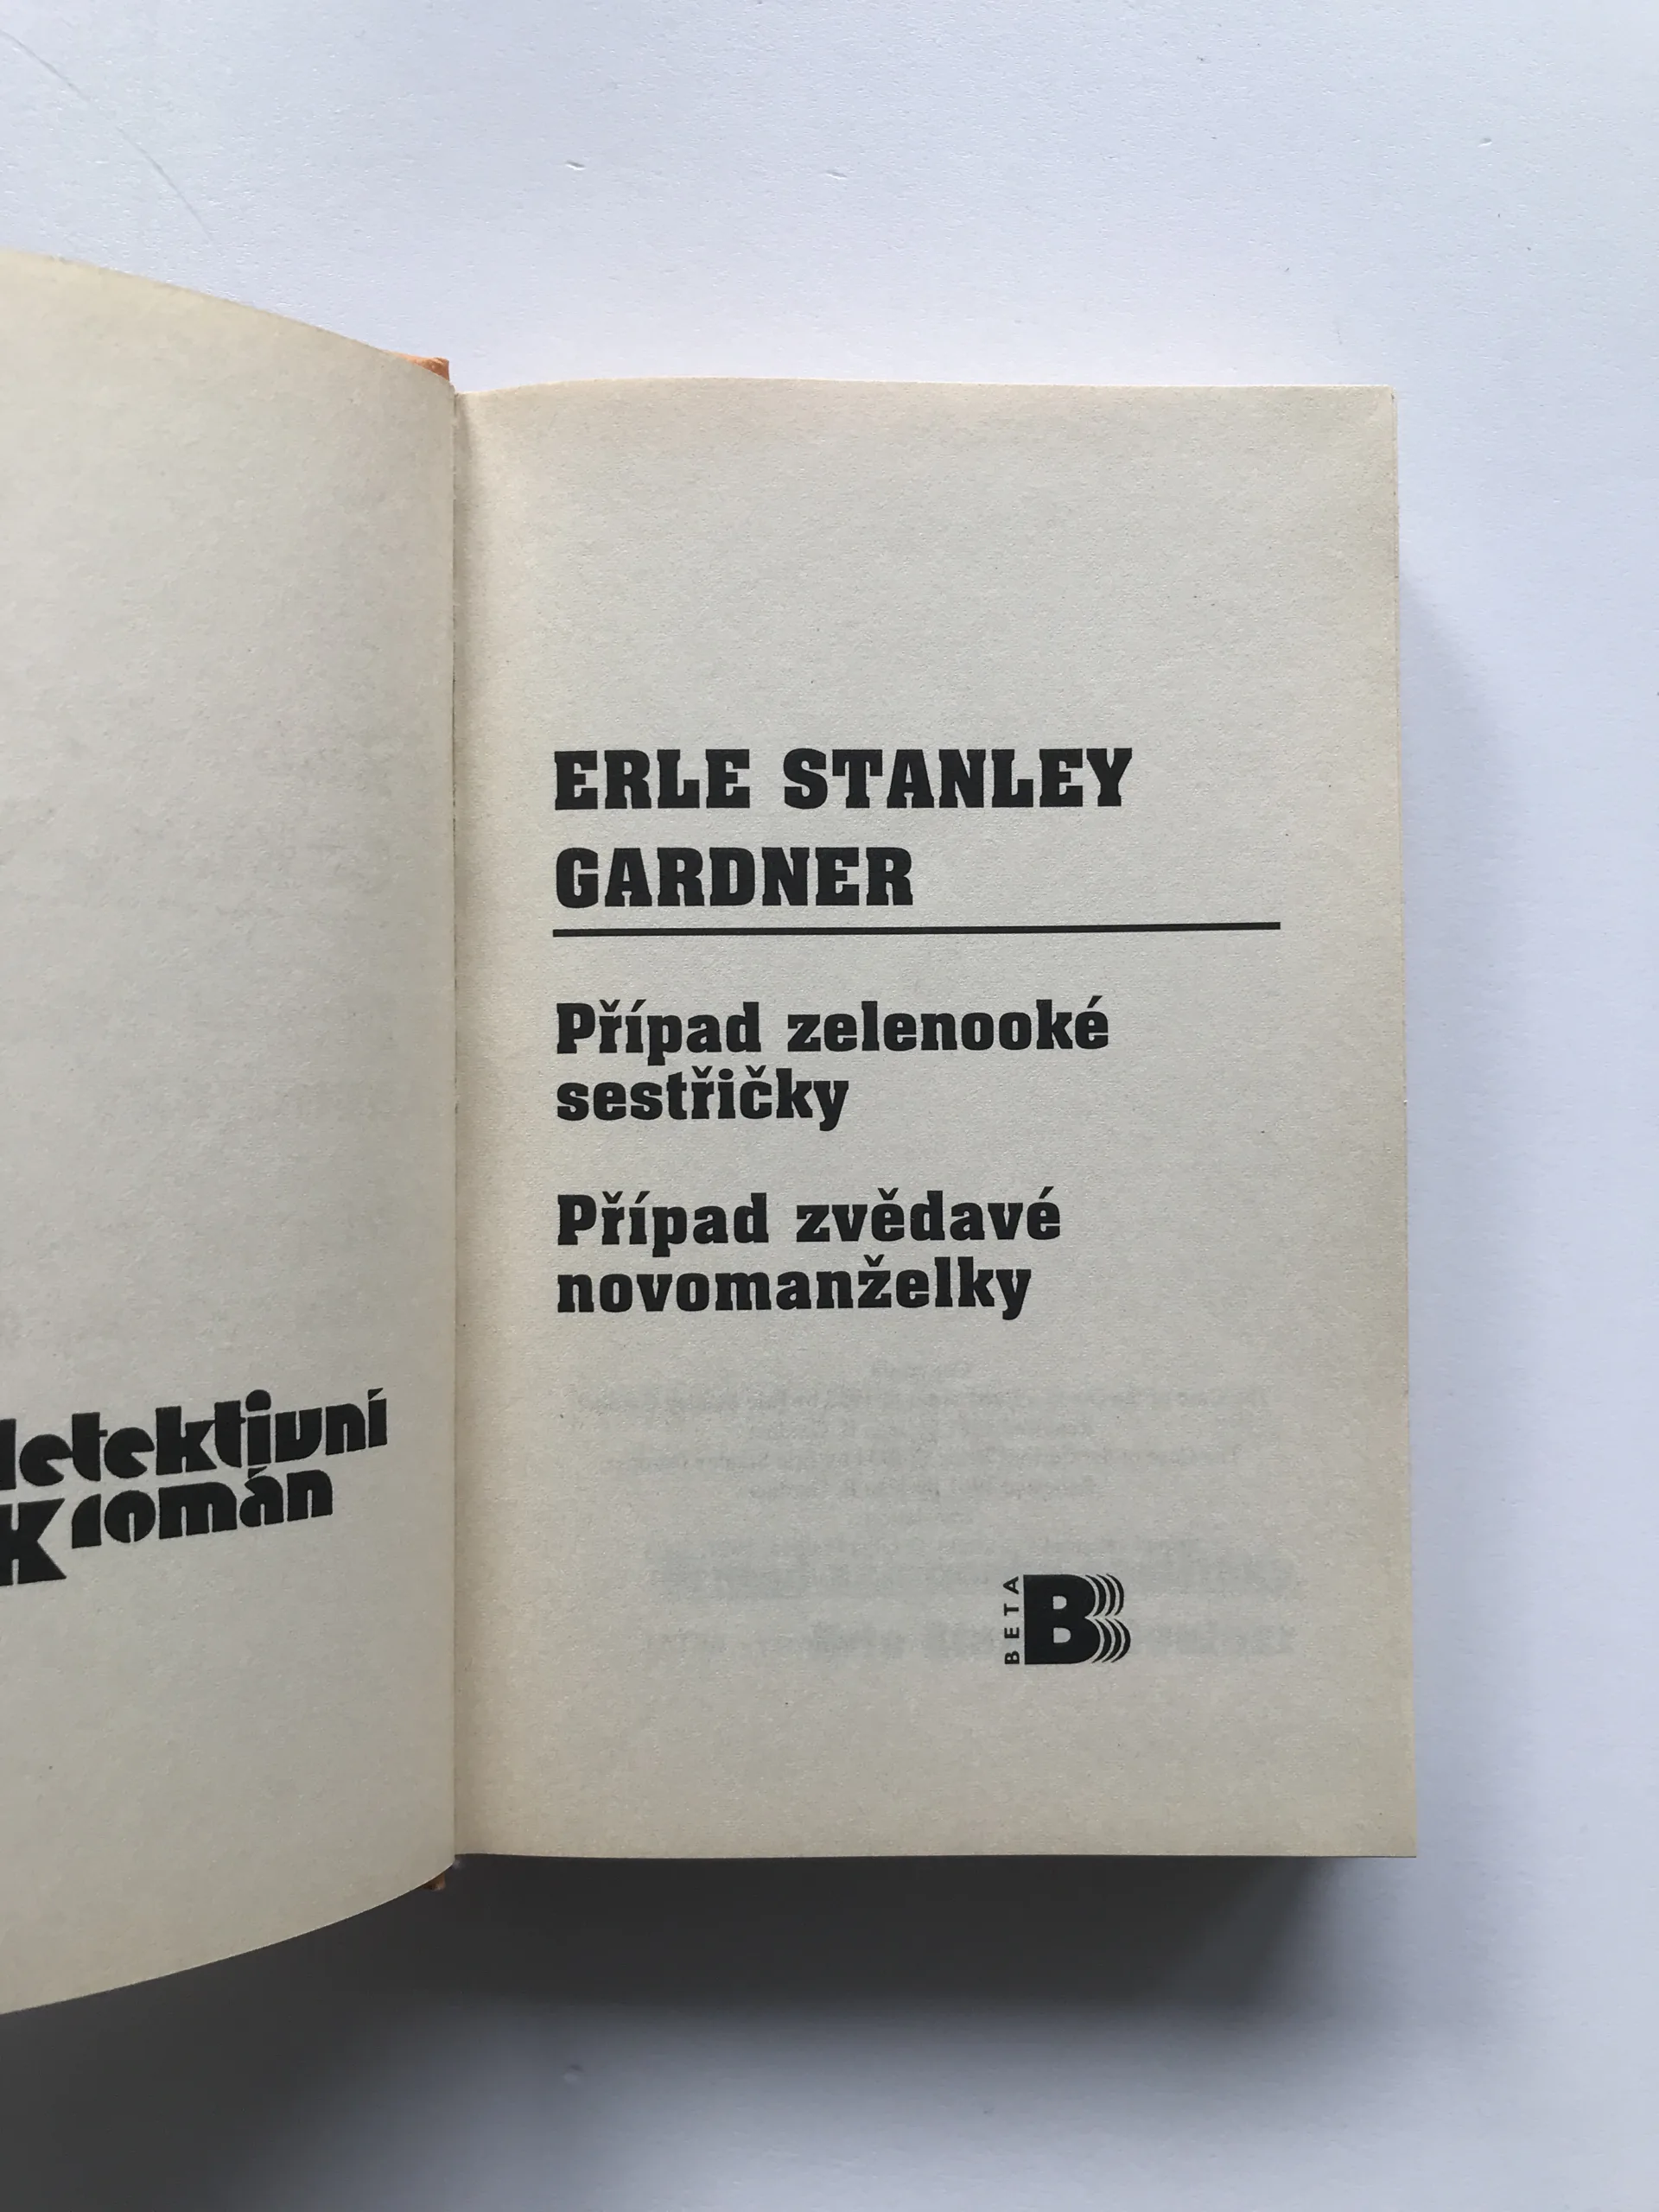 detektivní
K román
ERLE STANLEY
GARDNER
Případ zelenooké
sestřičky
Případ zvědavé
novomanželky
BETA
B